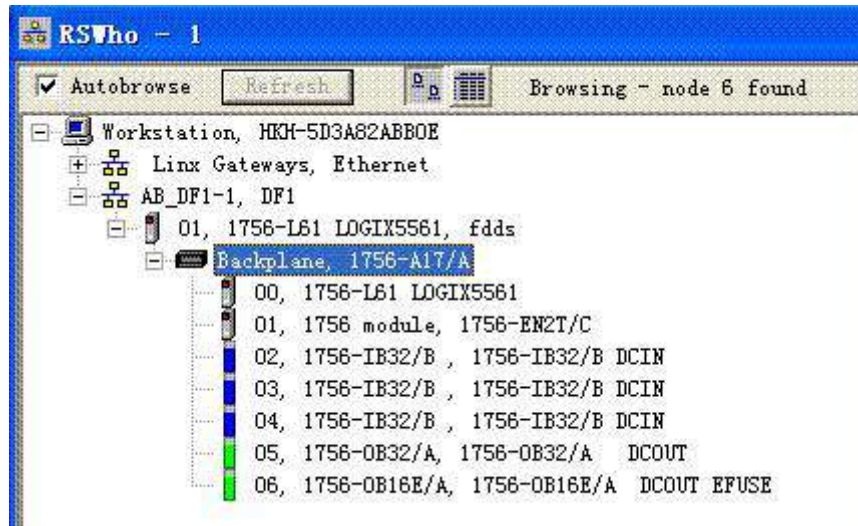 RSWho - 1
Autobrowse Refresh Browsing - node 6 found
Workstation, HKH-5D3A82ABB0E
Linx Gateways, Ethernet
AB_DF1-1, DF1
01, 1756-L61 LOGIX5561, fdds
Backplane, 1756-A17/A
00, 1756-L61 LOGIX5561
01, 1756 module, 1756-EN2T/C
02, 1756-IB32/B , 1756-IB32/B DCIN
03, 1756-IB32/B , 1756-IB32/B DCIN
04, 1756-IB32/B , 1756-IB32/B DCIN
05, 1756-OB32/A, 1756-OB32/A DCOUT
06, 1756-OB16E/A, 1756-OB16E/A DCOUT EFUSE